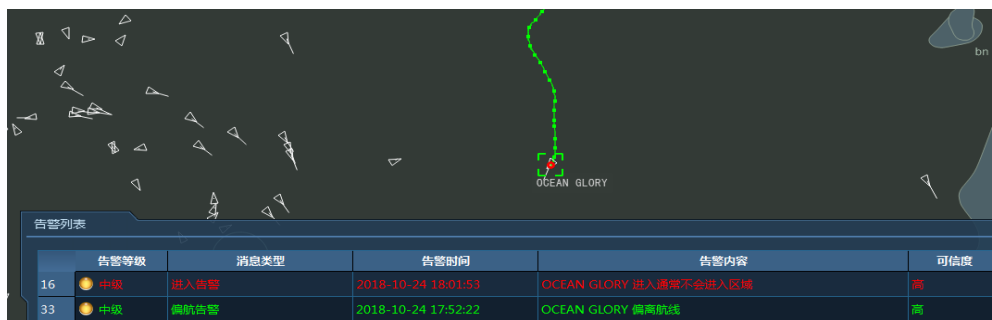 bn
OCEAN GLORY
告警列表
告警等级 消息类型 告警时间 告警内容 可信度
16 中级 进入告警 2018-10-24 18:01:53 OCEAN GLORY 进入通常不会进入区域 高
33 中级 偏航告警 2018-10-24 17:52:22 OCEAN GLORY 偏离航线 高